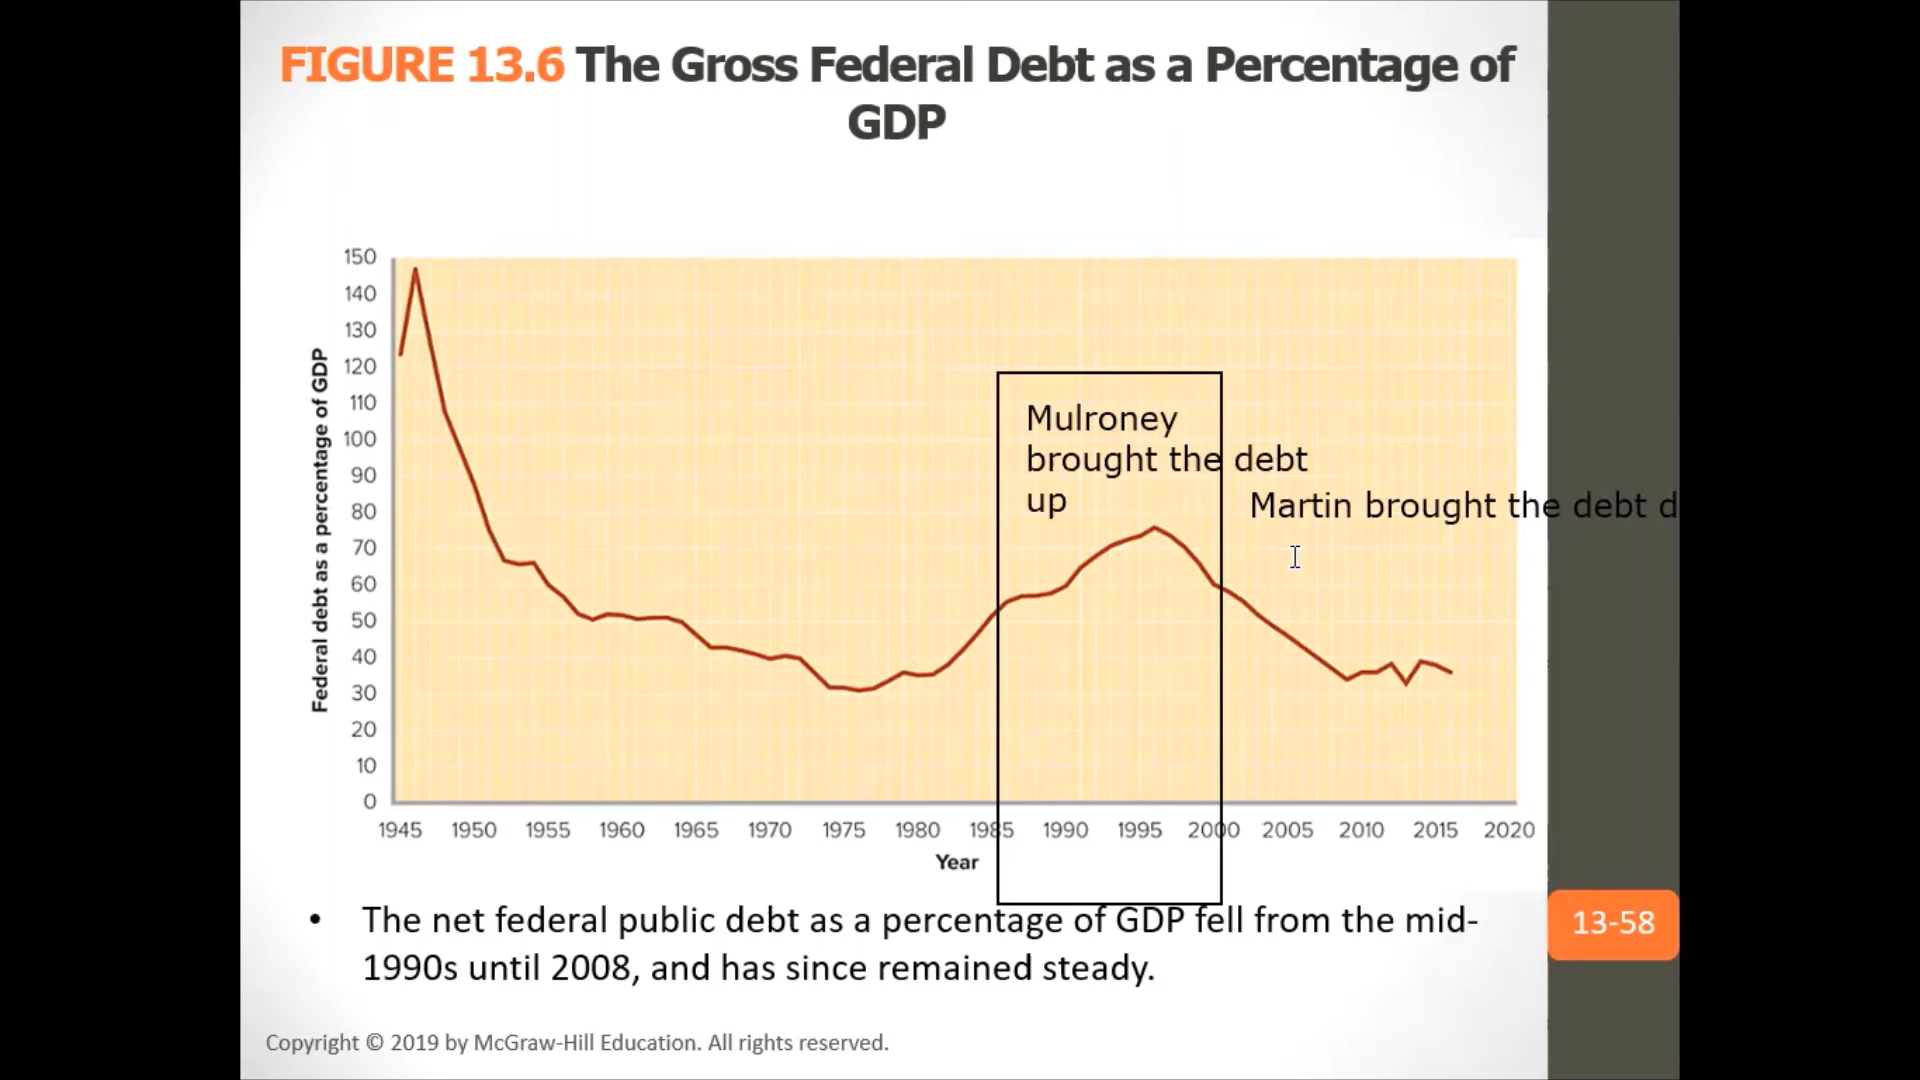 FIGURE 13.6 The Gross Federal Debt as a Percentage of
GDP
Federal debt as a percentage of GDP
150
140
130
120
110
100
90
80
70
60
50
40
30
20
10
0
Mulroney
brought the debt
up
Martin brought the debt d
1945 1950 1955 1960 1965 1970 1975 1980 1985 1990 1995 2000 2005 2010 2015 2020
Year
• The net federal public debt as a percentage of GDP fell from the mid-
1990s until 2008, and has since remained steady.
13-58
Copyright © 2019 by McGraw-Hill Education. All rights reserved.